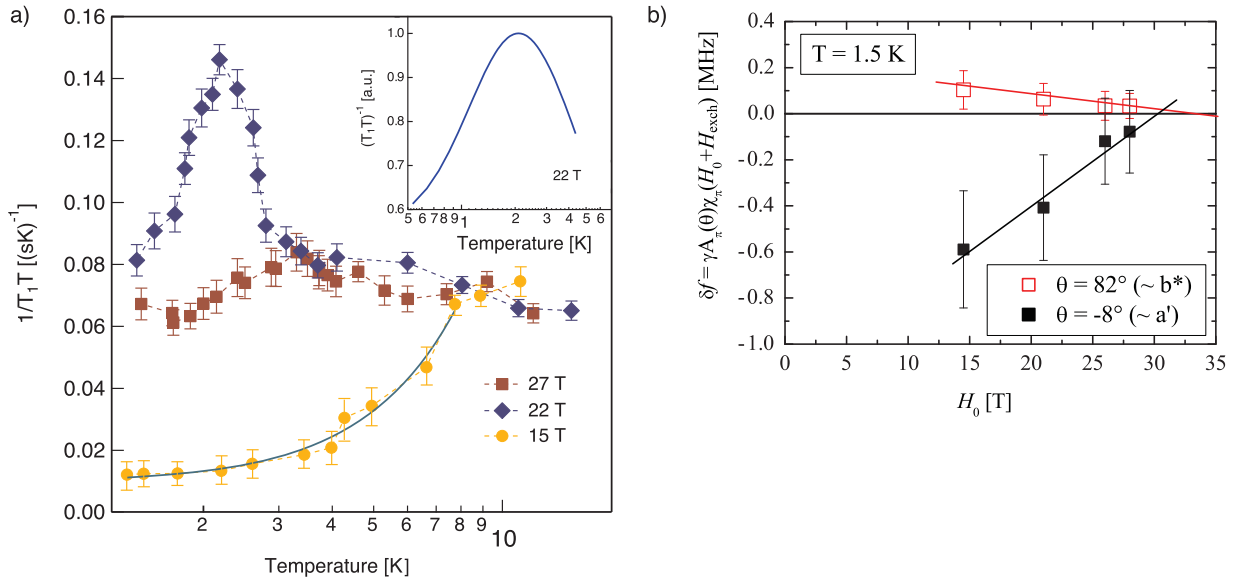 a)
1/T₁T [(sK)⁻¹]
0.16
0.14
0.12
0.10
0.08
0.06
0.04
0.02
0.00
2
3
4
5
6
7
8
9
10
Temperature [K]
27 T
22 T
15 T
(T₁T)⁻¹ [a.u.]
1.0
0.9
0.8
0.7
0.6
5 6 7 8 9 1 2 3 4 5 6
22 T
Temperature [K]
b)
δf = γA_π(θ)χ_π(H₀+H_exch) [MHz]
T = 1.5 K
0.4
0.2
0.0
-0.2
-0.4
-0.6
-0.8
-1.0
θ = 82° (~ b*)
θ = -8° (~ a')
0 5 10 15 20 25 30 35
H₀ [T]